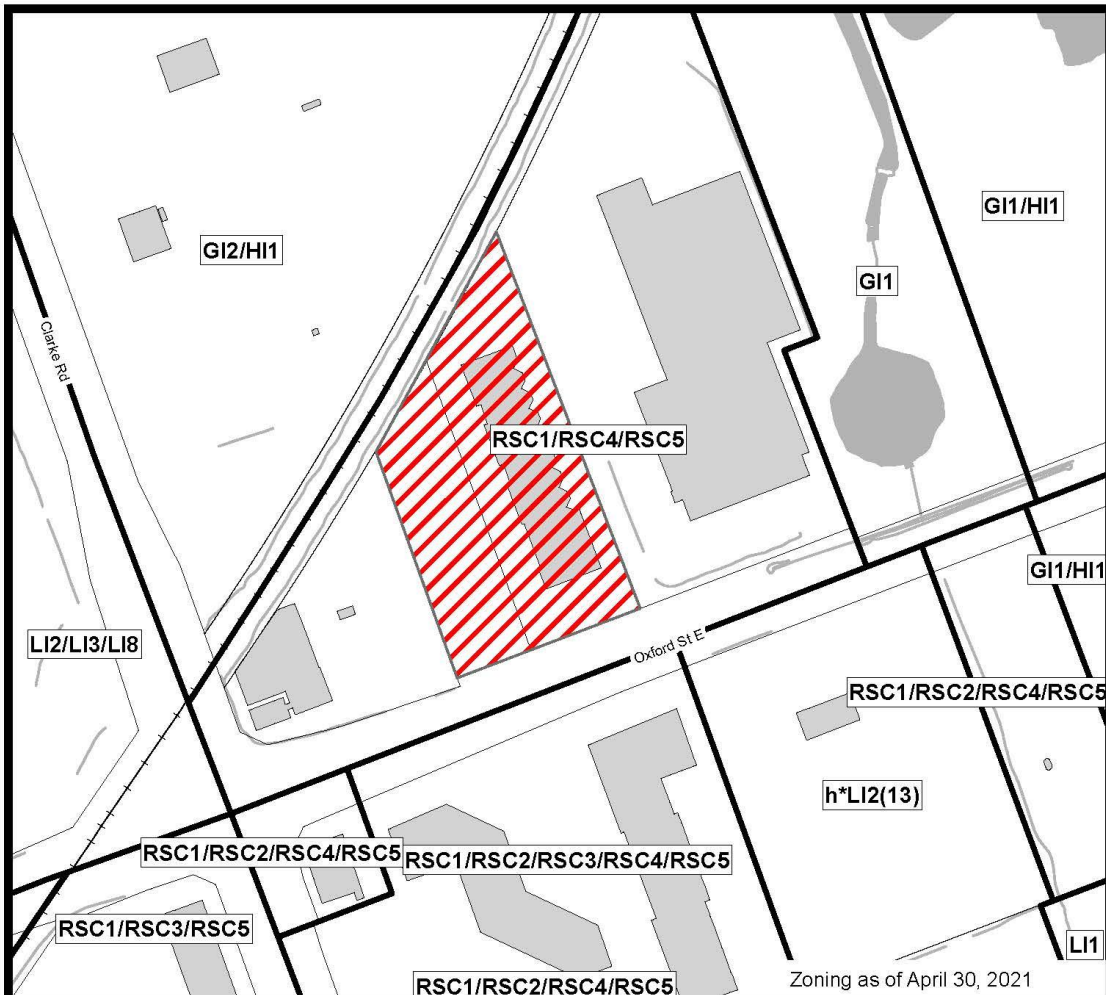 GI1/HI1
GI2/HI1
GI1
Clarke Rd
RSC1/RSC4/RSC5
GI1/HI1
LI2/LI3/LI8
Oxford St E
RSC1/RSC2/RSC4/RSC5
h*LI2(13)
RSC1/RSC2/RSC4/RSC5
RSC1/RSC2/RSC3/RSC4/RSC5
RSC1/RSC3/RSC5
LI1
RSC1/RSC2/RSC4/RSC5
Zoning as of April 30, 2021